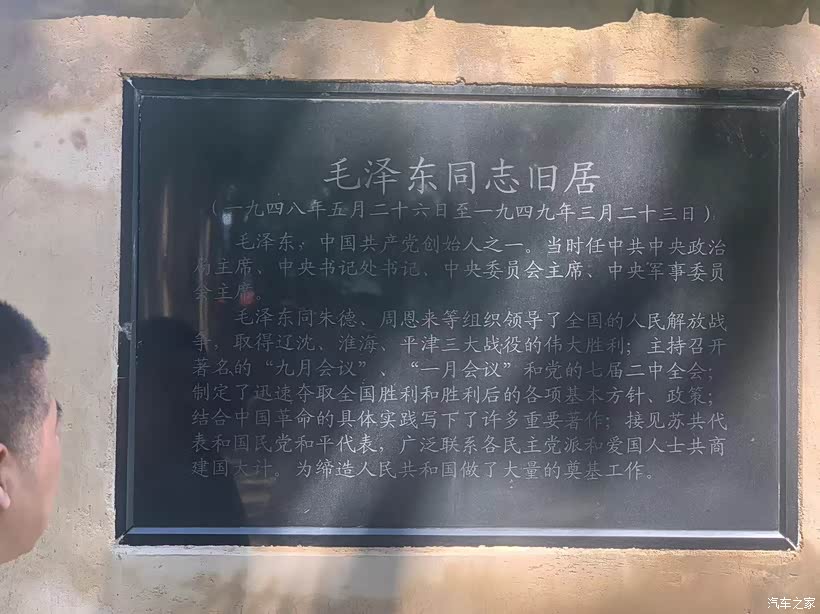 毛泽东同志旧居
（一九四八年五月二十六日至一九四九年三月二十三日）
毛泽东，中国共产党创始人之一。当时任中共中央政治
局主席、中央书记处书记、中央委员会主席、中央军事委员
会主席。
毛泽东同朱德、周恩来等组织领导了全国的人民解放战
争，取得辽沈、淮海、平津三大战役的伟大胜利；主持召开
著名的“九月会议”、“一月会议”和党的七届二中全会；
制定了迅速夺取全国胜利和胜利后的各项基本方针、政策；
结合中国革命的具体实践写下了许多重要著作；接见苏共代
表和国民党和平代表，广泛联系各民主党派和爱国人士共商
建国大计。为缔造人民共和国做了大量的奠基工作。
汽车之家